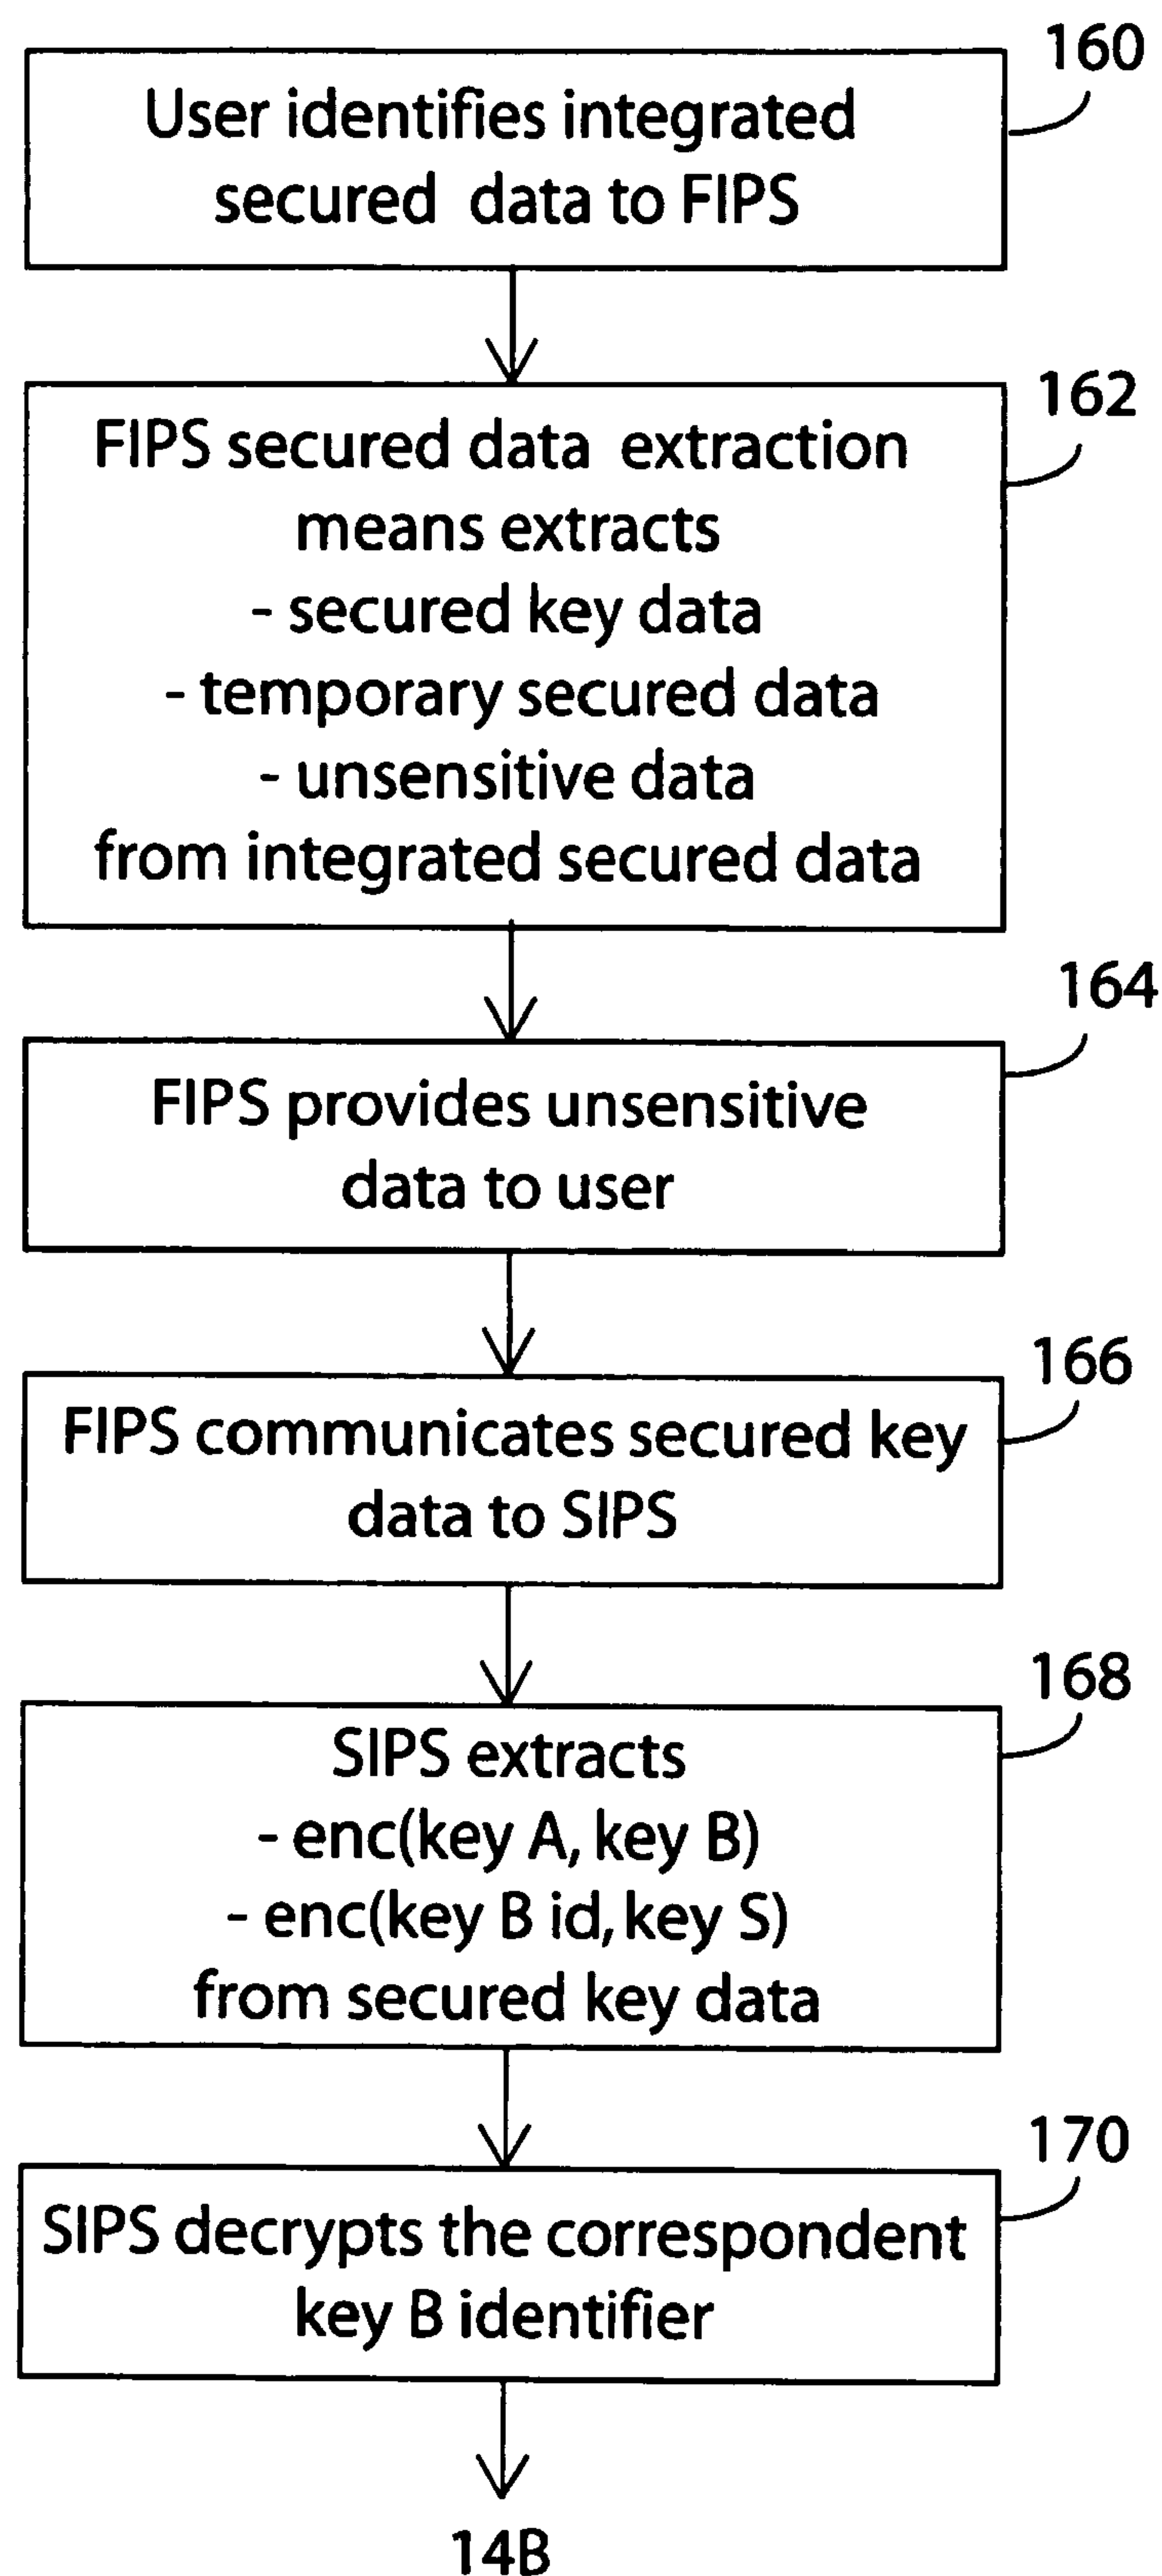 160
User identifies integrated
secured data to FIPS
162
FIPS secured data extraction
means extracts
- secured key data
- temporary secured data
- unsensitive data
from integrated secured data
164
FIPS provides unsensitive
data to user
166
FIPS communicates secured key
data to SIPS
168
SIPS extracts
- enc(key A, key B)
- enc(key B id, key S)
from secured key data
170
SIPS decrypts the correspondent
key B identifier
14B